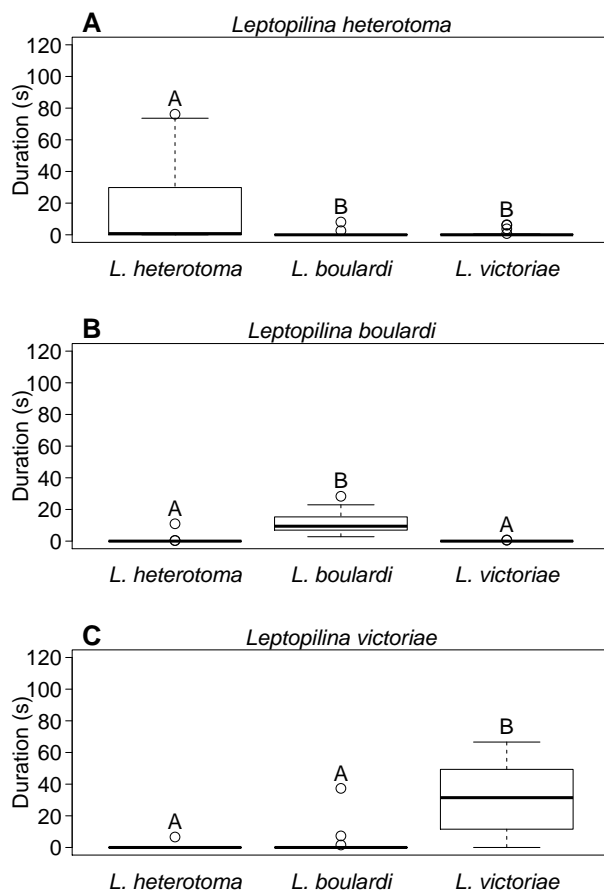 A Leptopilina heterotoma
Duration (s)
120
100
80
60
40
20
0
A
B
B
L. heterotoma L. boulardi L. victoriae
B Leptopilina boulardi
Duration (s)
120
100
80
60
40
20
0
A
B
A
L. heterotoma L. boulardi L. victoriae
C Leptopilina victoriae
Duration (s)
120
100
80
60
40
20
0
A
A
B
L. heterotoma L. boulardi L. victoriae